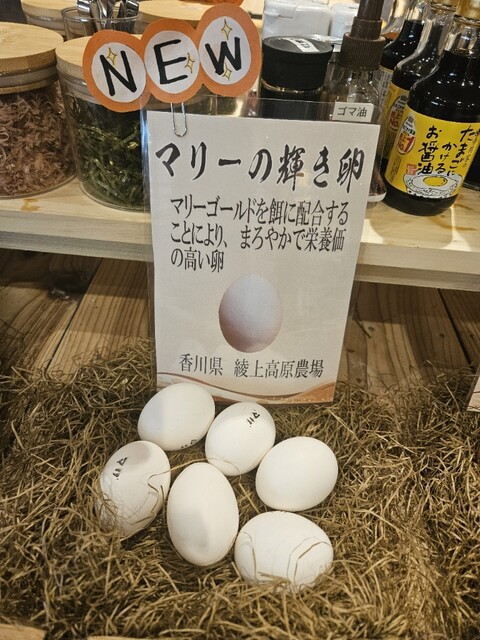 NEW
ゴマ油
マリーの輝き卵
マリーゴールドを餌に配合する
ことにより、まろやかで栄養価
の高い卵
香川県 綾上高原農場
たまごに
かける
お醤油
マリー